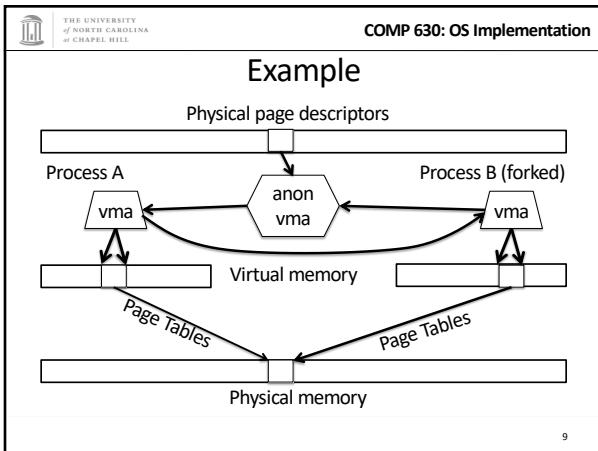 THE UNIVERSITY
of NORTH CAROLINA
at CHAPEL HILL
COMP 630: OS Implementation
Example
Physical page descriptors
Process A
Process B (forked)
anon
vma
vma
vma
Virtual memory
Page Tables
Page Tables
Physical memory
9